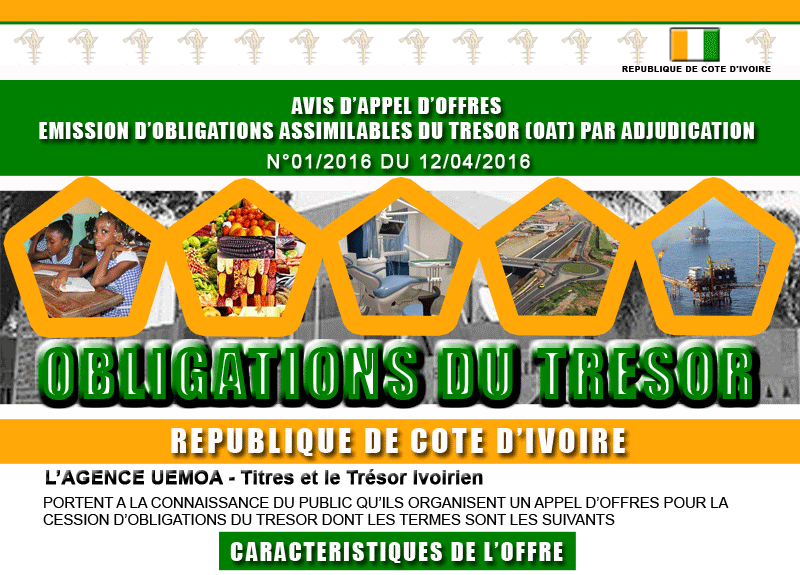 REPUBLIQUE DE COTE D'IVOIRE
AVIS D'APPEL D'OFFRES
EMISSION D'OBLIGATIONS ASSIMILABLES DU TRESOR (OAT) PAR ADJUDICATION
N°01/2016 DU 12/04/2016
OBLIGATIONS DU TRESOR
REPUBLIQUE DE COTE D'IVOIRE
L'AGENCE UEMOA - Titres et le Trésor Ivoirien
PORTENT A LA CONNAISSANCE DU PUBLIC QU'ILS ORGANISENT UN APPEL D'OFFRES POUR LA
CESSION D'OBLIGATIONS DU TRESOR DONT LES TERMES SONT LES SUIVANTS
CARACTERISTIQUES DE L'OFFRE